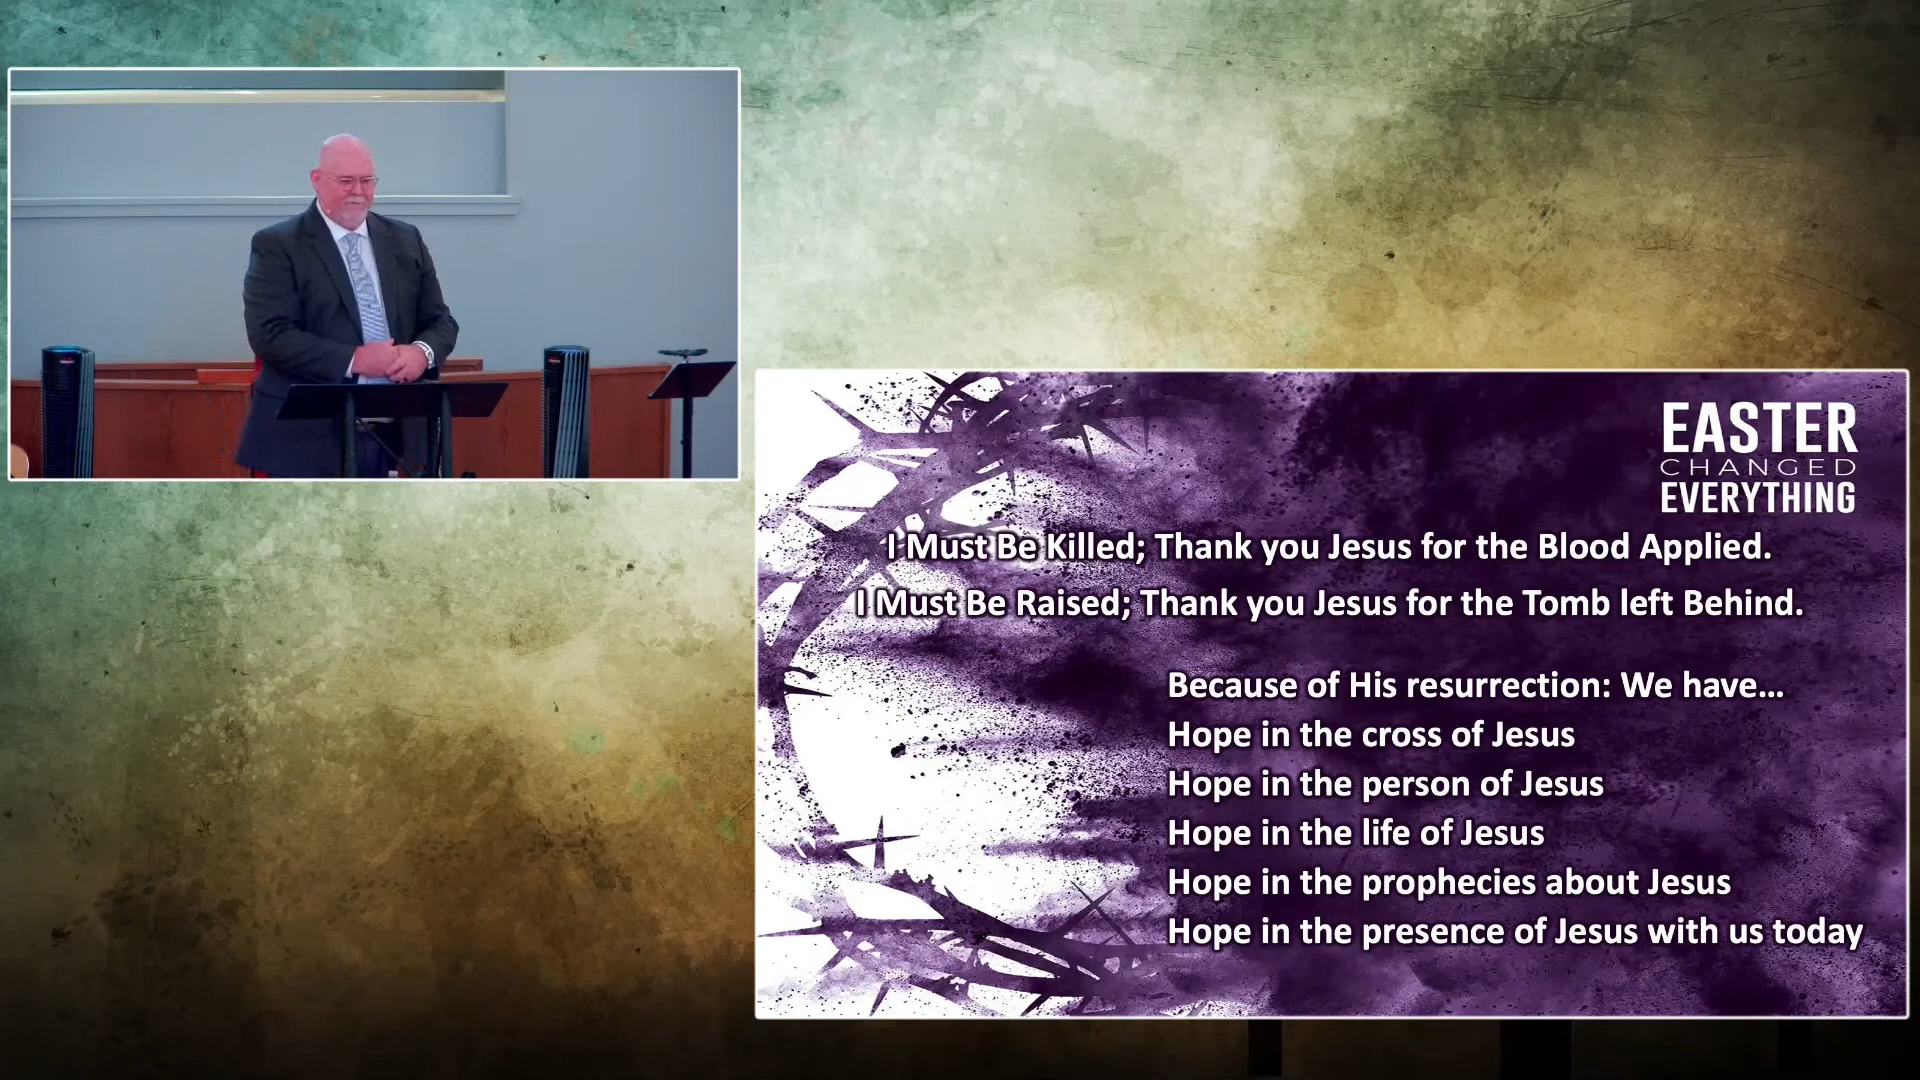 EASTER
CHANGED
EVERYTHING
I Must Be Killed; Thank you Jesus for the Blood Applied.
I Must Be Raised; Thank you Jesus for the Tomb left Behind.
Because of His resurrection: We have...
Hope in the cross of Jesus
Hope in the person of Jesus
Hope in the life of Jesus
Hope in the prophecies about Jesus
Hope in the presence of Jesus with us today